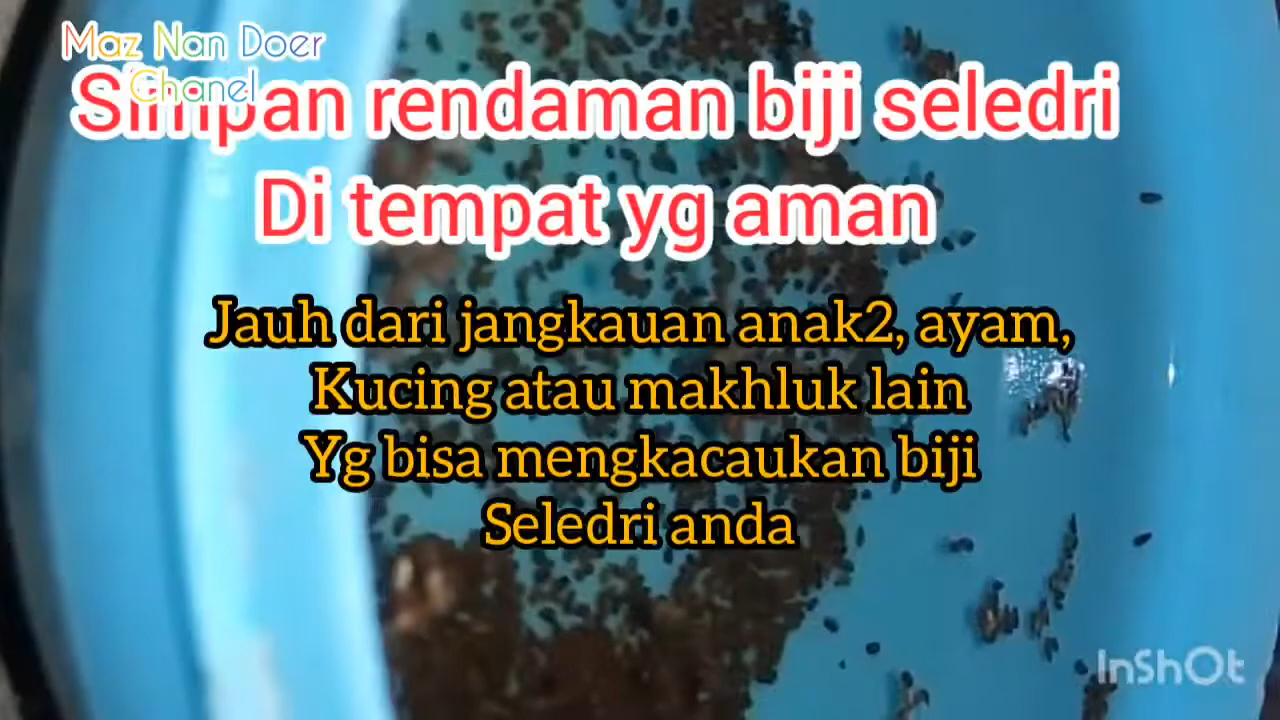 Maz Nan Doer
Chanel
Simpan rendaman biji seledri
Di tempat yg aman
Jauh dari jangkauan anak2, ayam,
Kucing atau makhluk lain
Yg bisa mengkacaukan biji
Seledri anda
InShOt